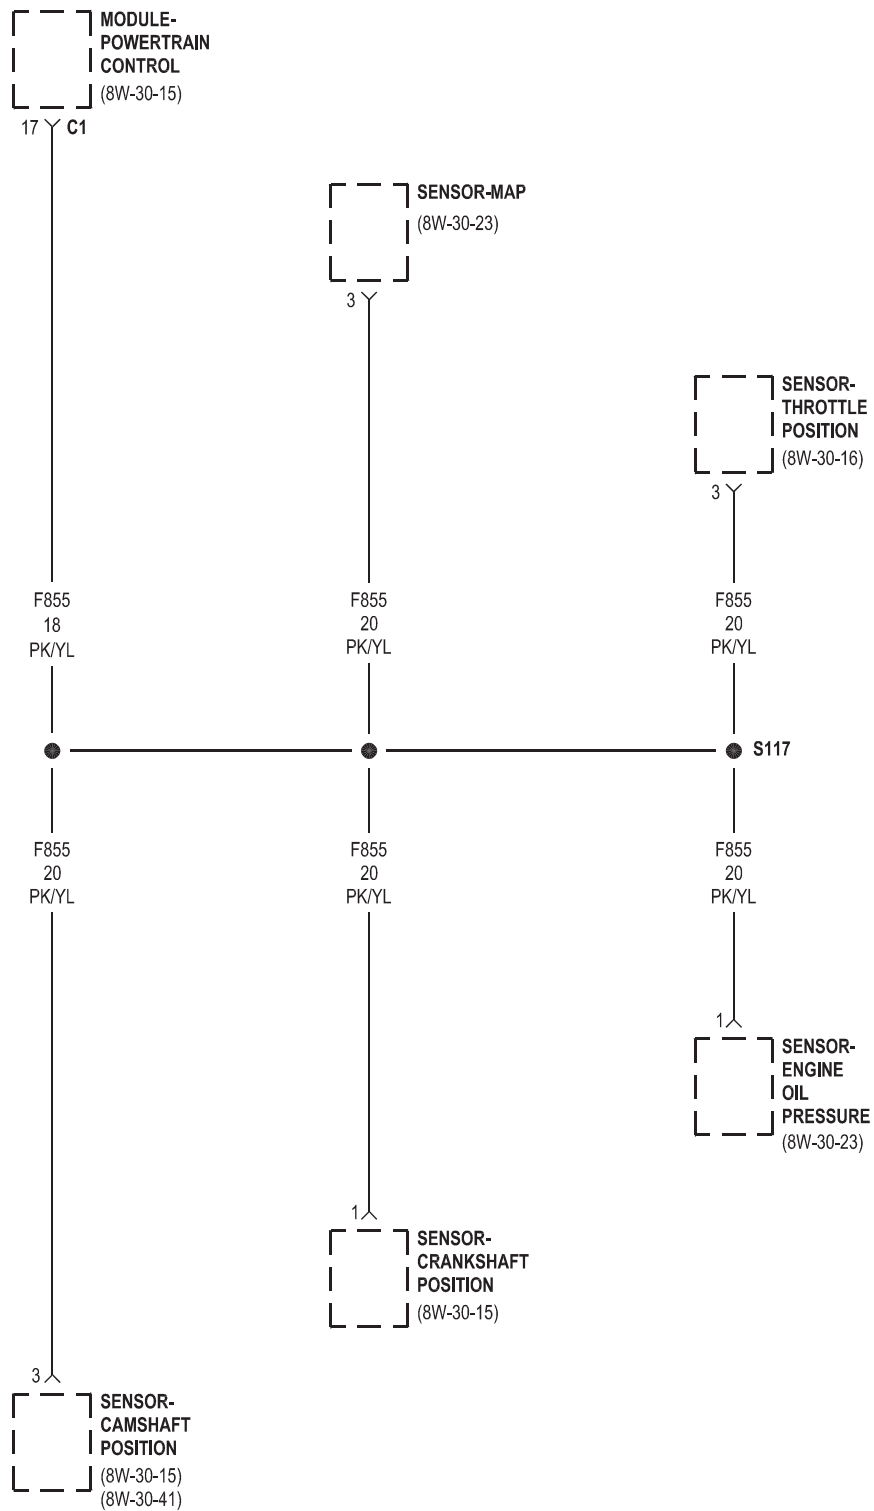 MODULE-
POWERTRAIN
CONTROL
(8W-30-15)
17 C1
SENSOR-MAP
(8W-30-23)
3
SENSOR-
THROTTLE
POSITION
(8W-30-16)
3
F855
18
PK/YL
F855
20
PK/YL
F855
20
PK/YL
S117
F855
20
PK/YL
F855
20
PK/YL
F855
20
PK/YL
1
SENSOR-
ENGINE
OIL
PRESSURE
(8W-30-23)
1
SENSOR-
CRANKSHAFT
POSITION
(8W-30-15)
3
SENSOR-
CAMSHAFT
POSITION
(8W-30-15)
(8W-30-41)